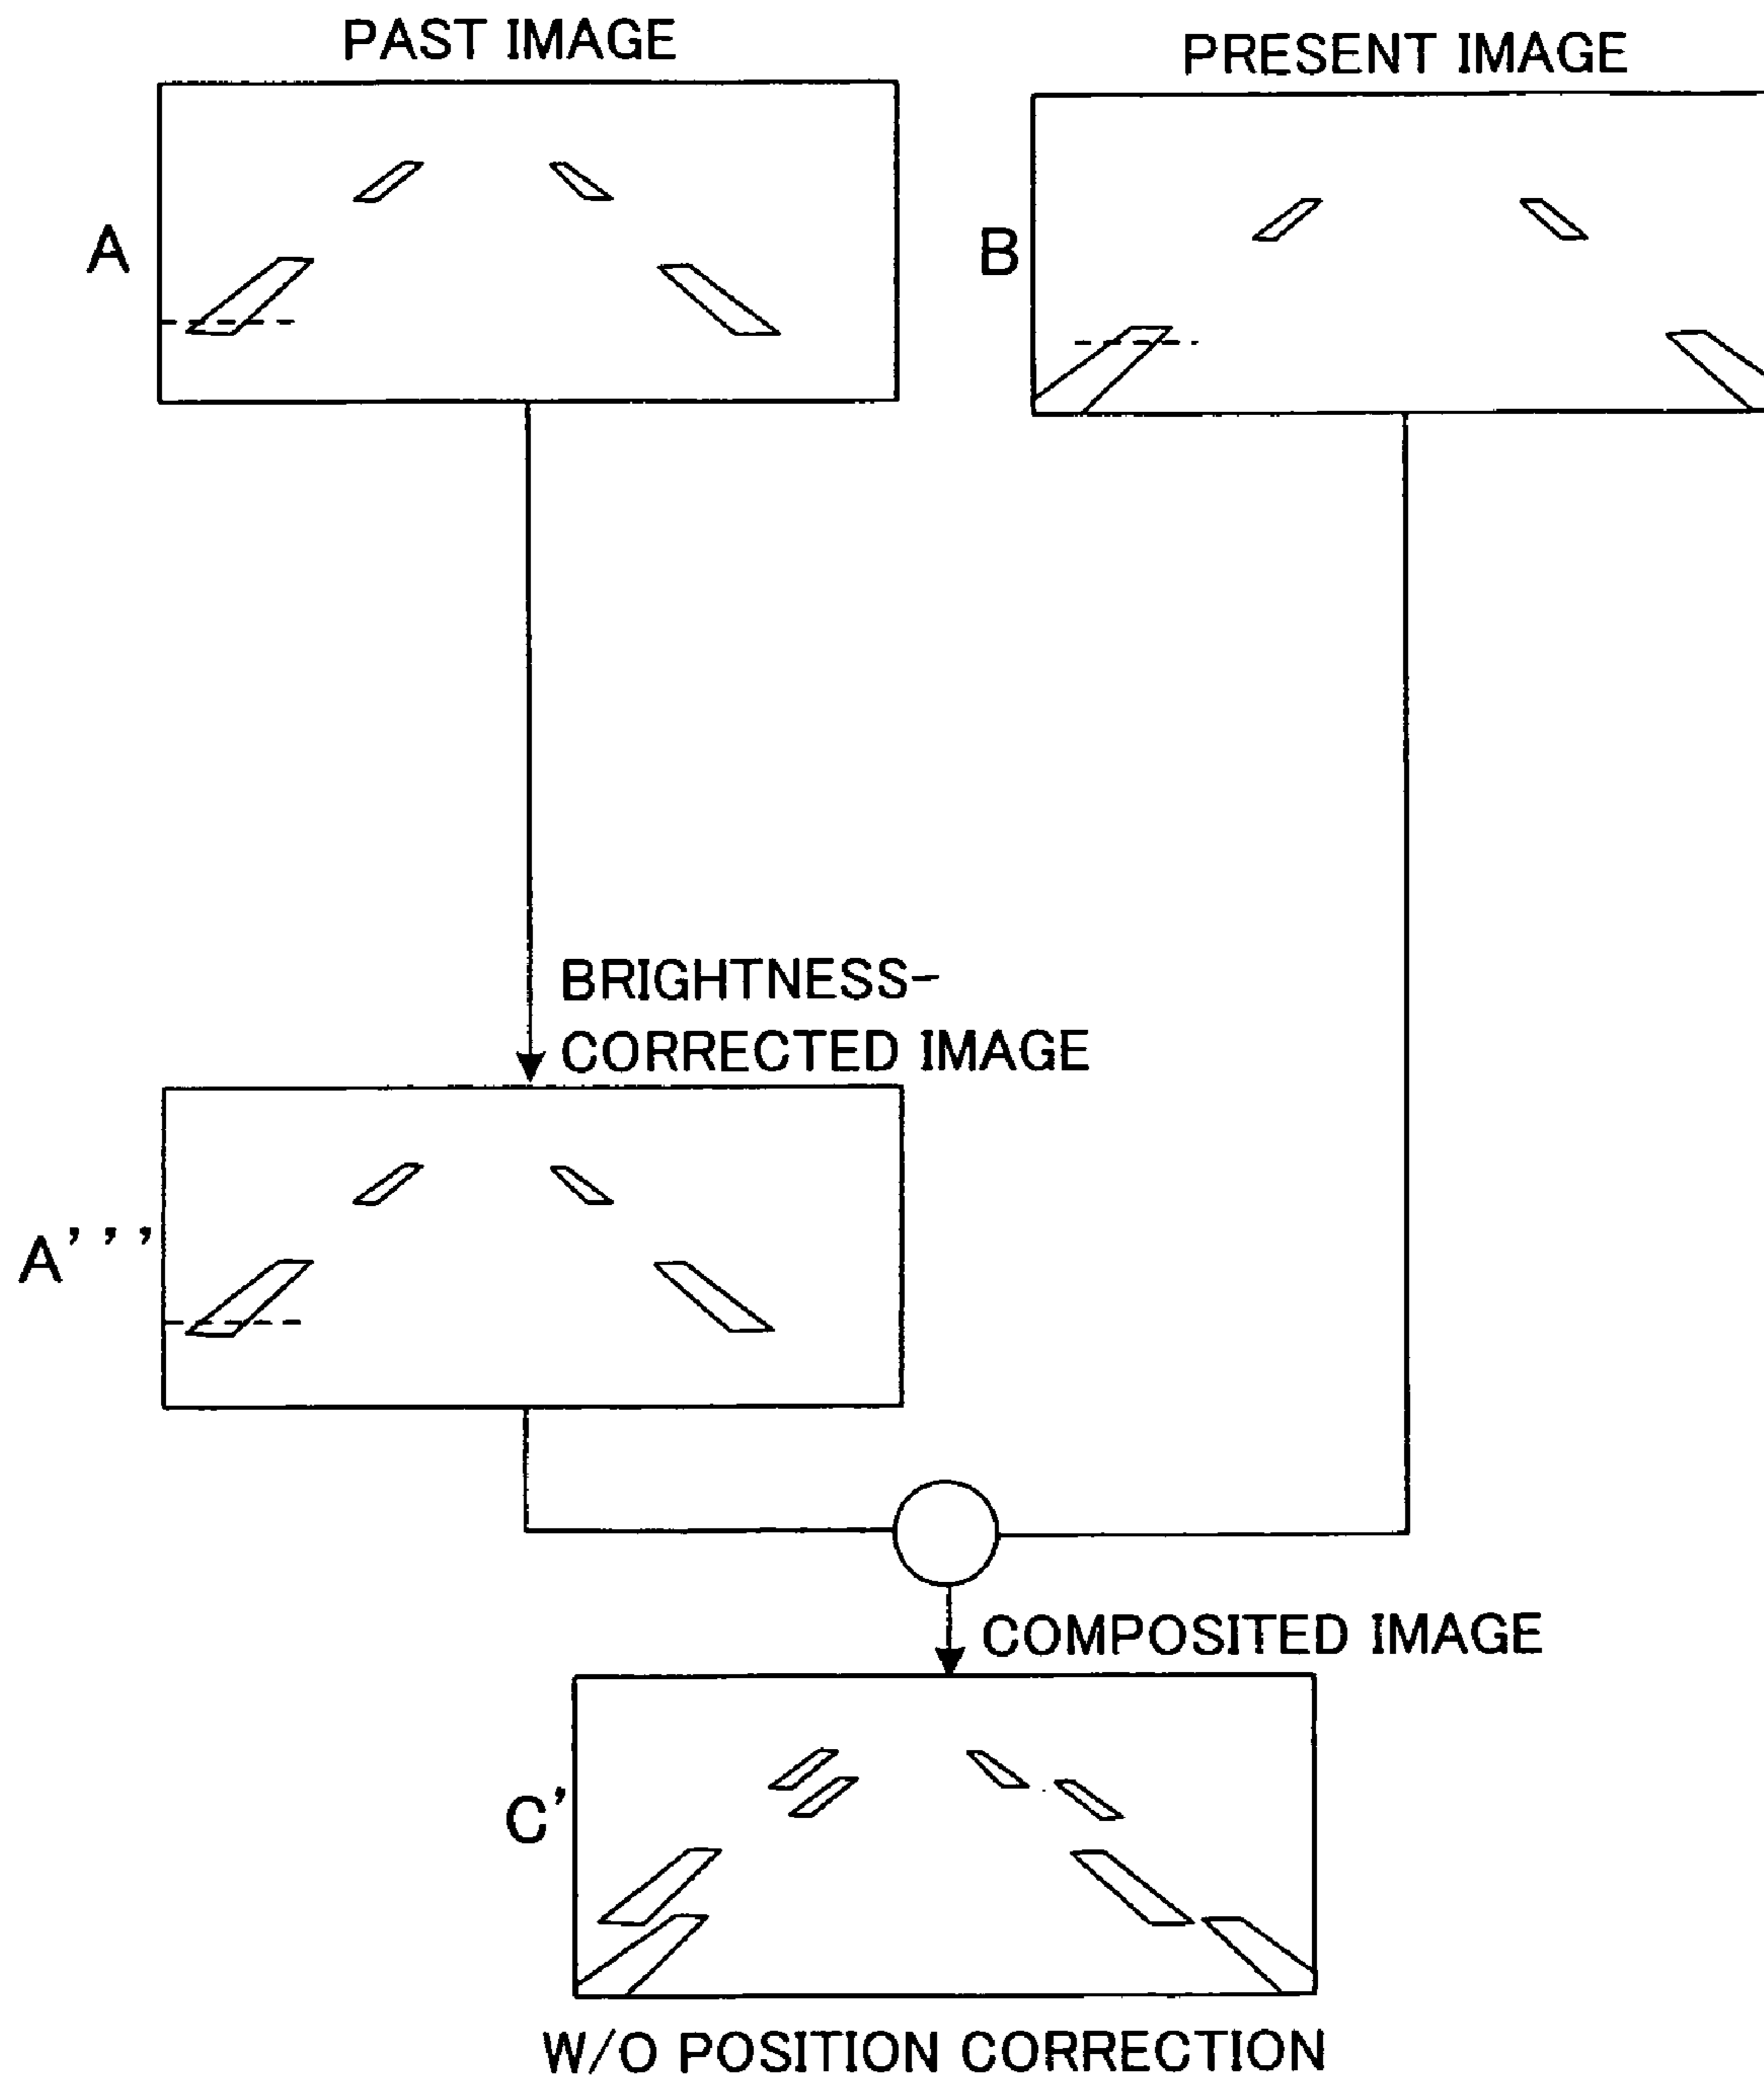 PAST IMAGE
PRESENT IMAGE
A
B
BRIGHTNESS-
CORRECTED IMAGE
A'''
COMPOSITED IMAGE
C'
W/O POSITION CORRECTION